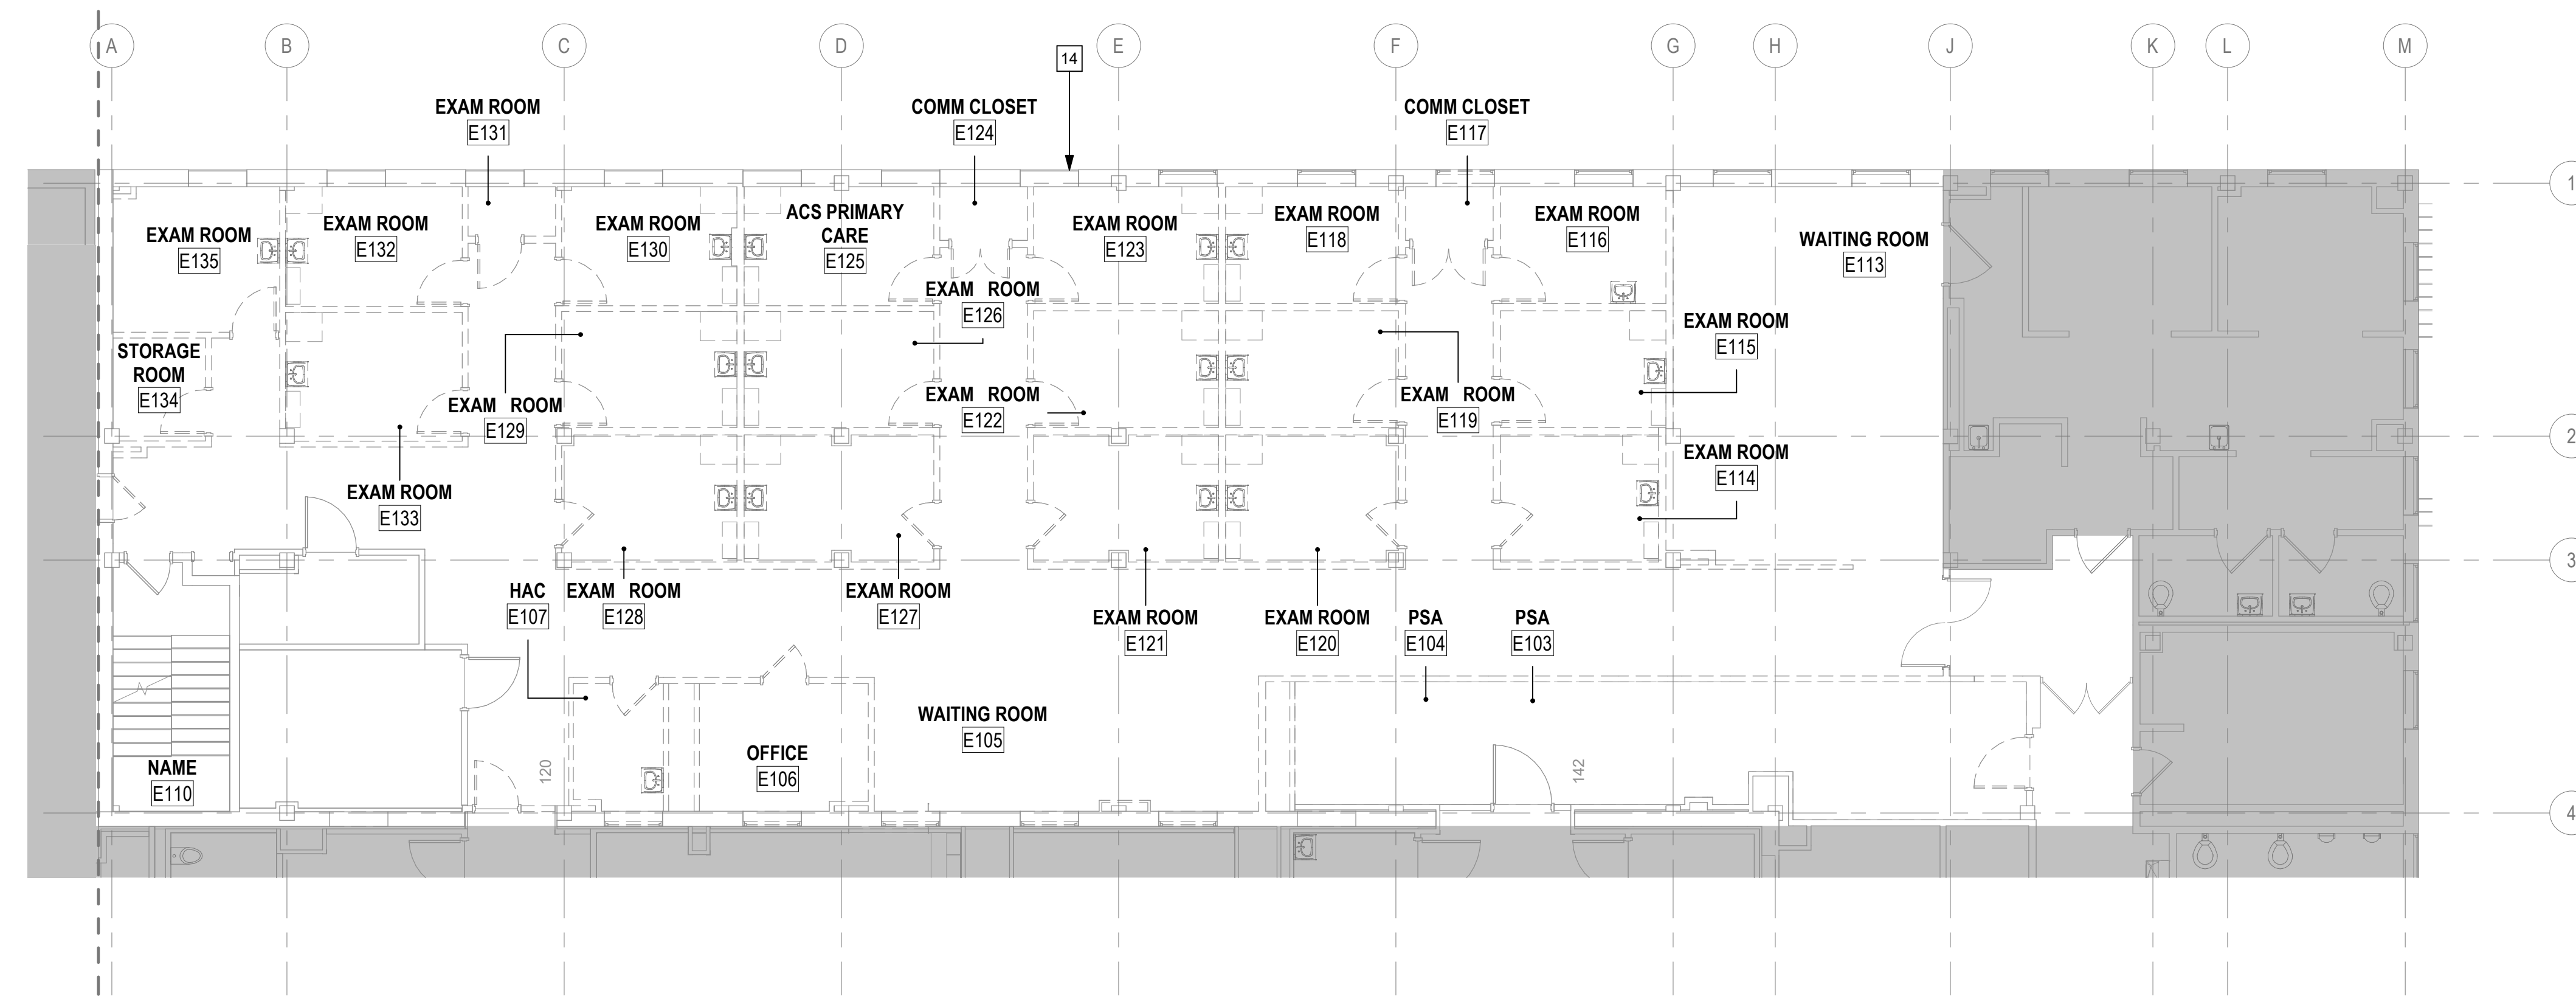 A B C D E F G H J K L M
14
EXAM ROOM
E131
COMM CLOSET
E124
COMM CLOSET
E117
1
EXAM ROOM
E135
EXAM ROOM
E132
EXAM ROOM
E130
ACS PRIMARY
CARE
E125
EXAM ROOM
E123
EXAM ROOM
E118
EXAM ROOM
E116
WAITING ROOM
E113
EXAM ROOM
E126
EXAM ROOM
E115
STORAGE
ROOM
E134
EXAM ROOM
E129
EXAM ROOM
E122
EXAM ROOM
E119
2
EXAM ROOM
E114
EXAM ROOM
E133
3
HAC
E107
EXAM ROOM
E128
EXAM ROOM
E127
EXAM ROOM
E121
EXAM ROOM
E120
PSA
E104
PSA
E103
WAITING ROOM
E105
OFFICE
E106
NAME
E110
120
142
4